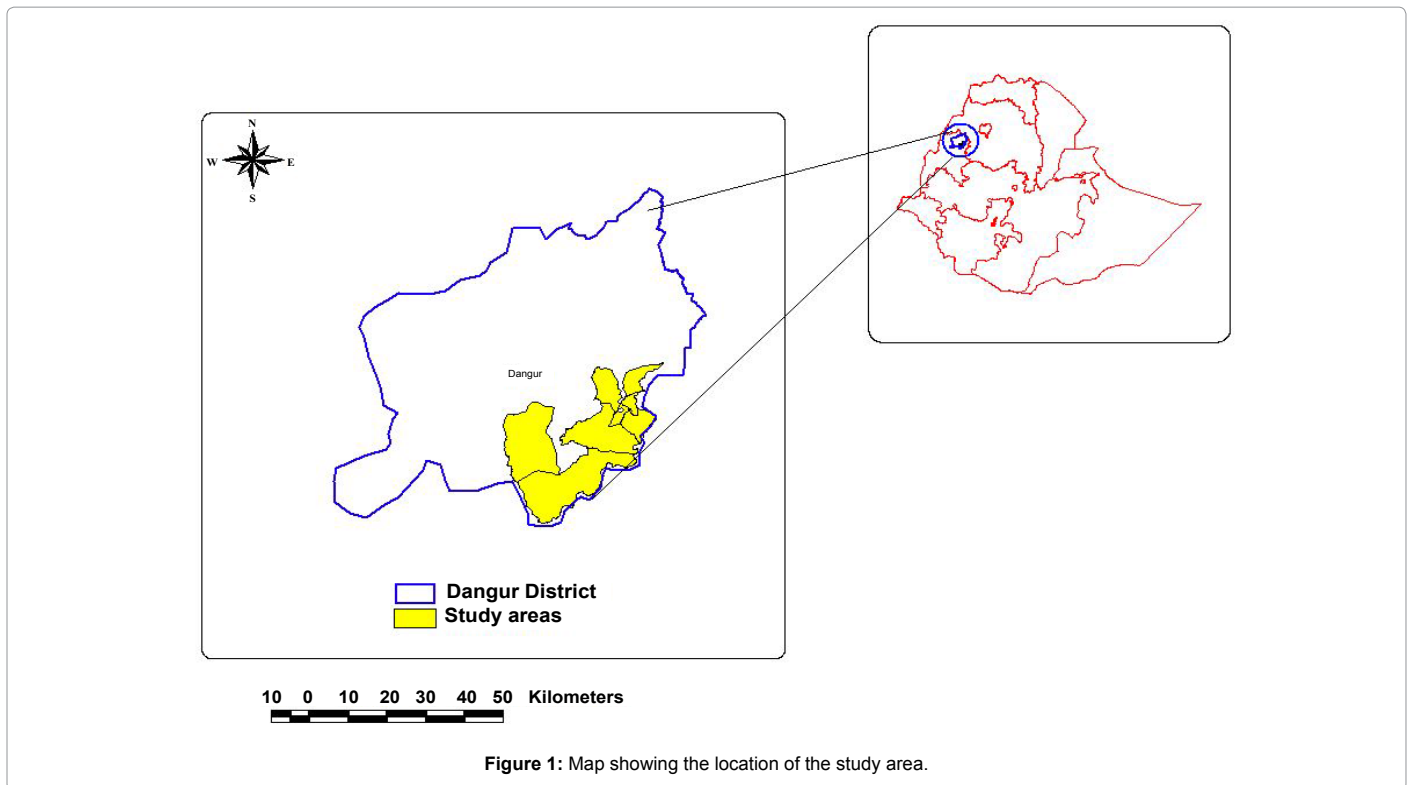 N
W E
S
Dangur
Dangur District
Study areas
10 0 10 20 30 40 50 Kilometers
Figure 1: Map showing the location of the study area.